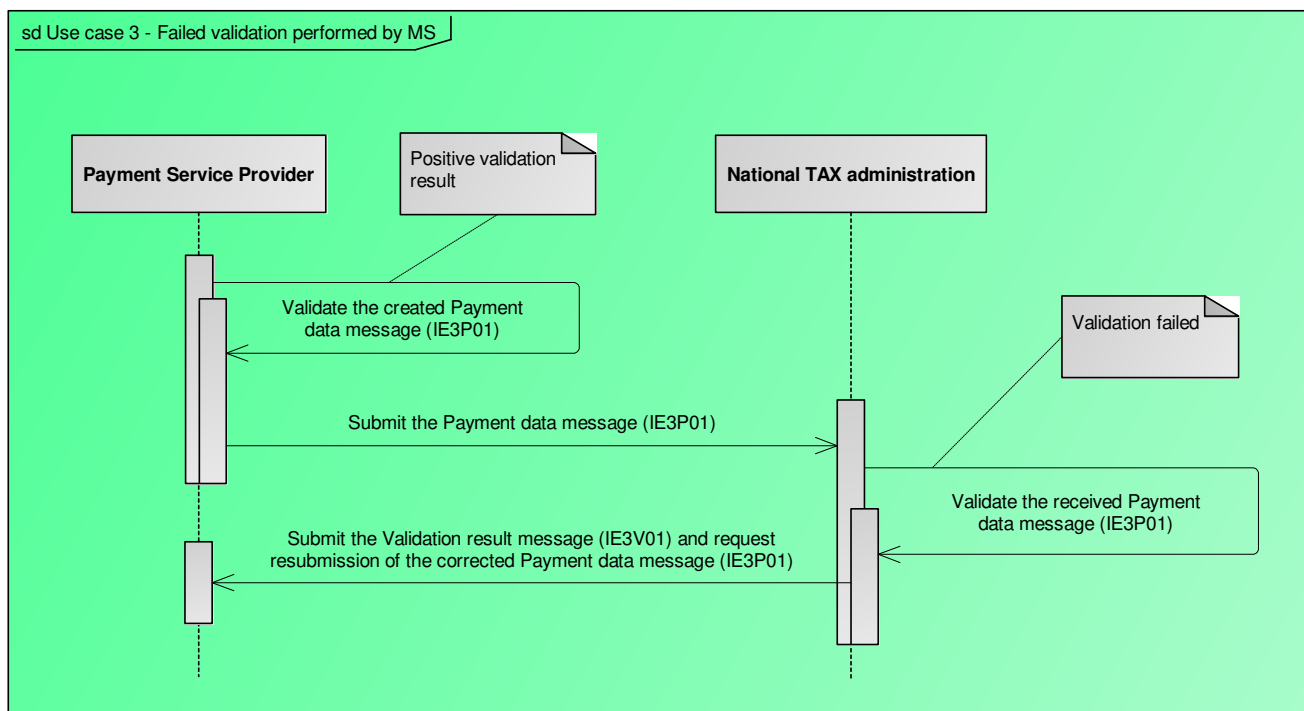 sd Use case 3 - Failed validation performed by MS
Payment Service Provider
Positive validation
result
National TAX administration
Validate the created Payment
data message (IE3P01)
Validation failed
Submit the Payment data message (IE3P01)
Validate the received Payment
data message (IE3P01)
Submit the Validation result message (IE3V01) and request
resubmission of the corrected Payment data message (IE3P01)